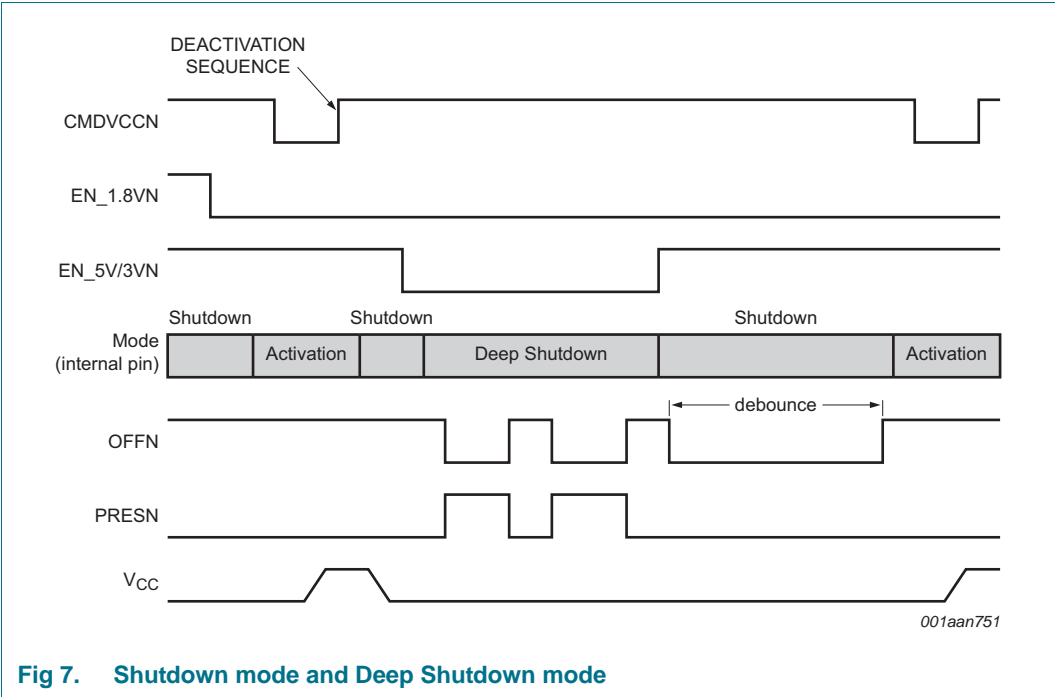 DEACTIVATION
SEQUENCE
CMDVCCN
EN_1.8VN
EN_5V/3VN
Shutdown Shutdown Shutdown
Mode
(internal pin)
Activation Deep Shutdown Activation
debounce
OFFN
PRESN
VCC
001aan751
Fig 7. Shutdown mode and Deep Shutdown mode